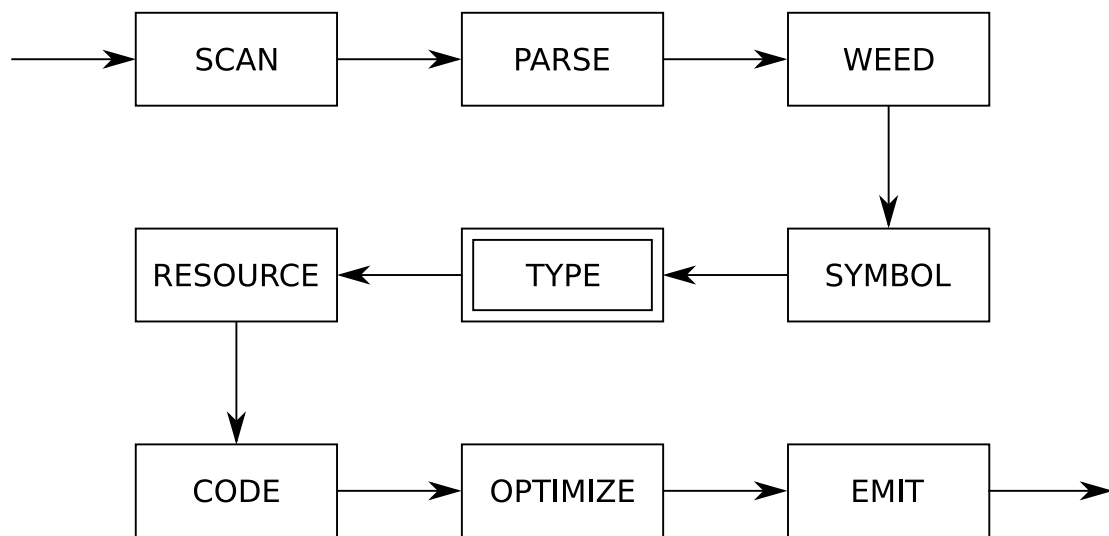 SCAN
PARSE
WEED
RESOURCE
TYPE
SYMBOL
CODE
OPTIMIZE
EMIT